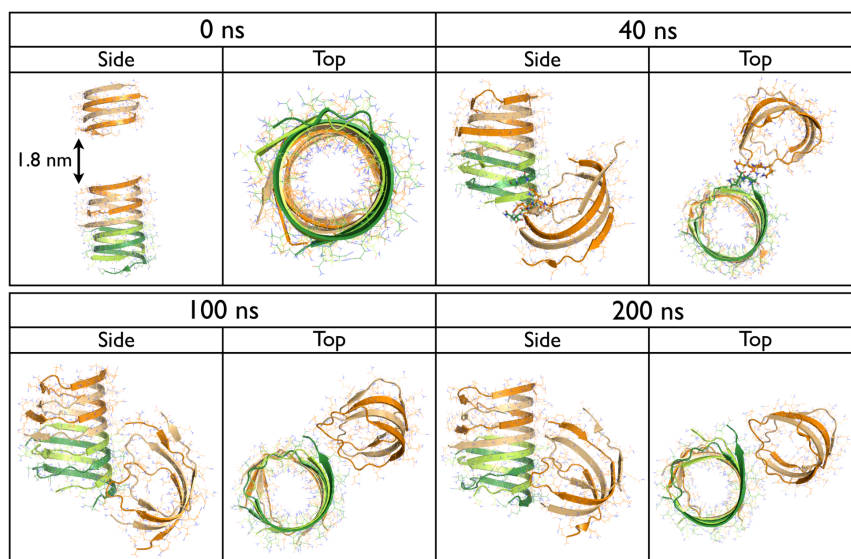 0 ns
40 ns
Side
Top
Side
Top
1.8 nm
100 ns
200 ns
Side
Top
Side
Top